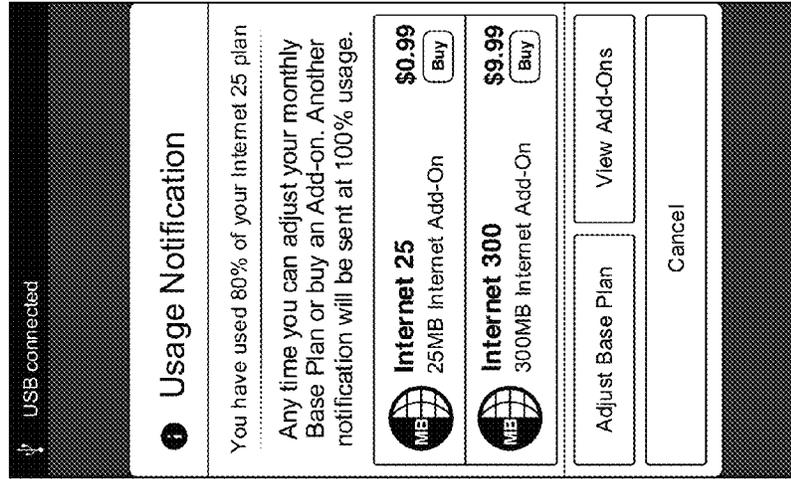 USB connected
Usage Notification
You have used 80% of your Internet 25 plan
Any time you can adjust your monthly
Base Plan or buy an Add-on. Another
notification will be sent at 100% usage.
MB
Internet 25
$0.99
25MB Internet Add-On
Buy
MB
Internet 300
$9.99
300MB Internet Add-On
Buy
Adjust Base Plan
View Add-Ons
Cancel